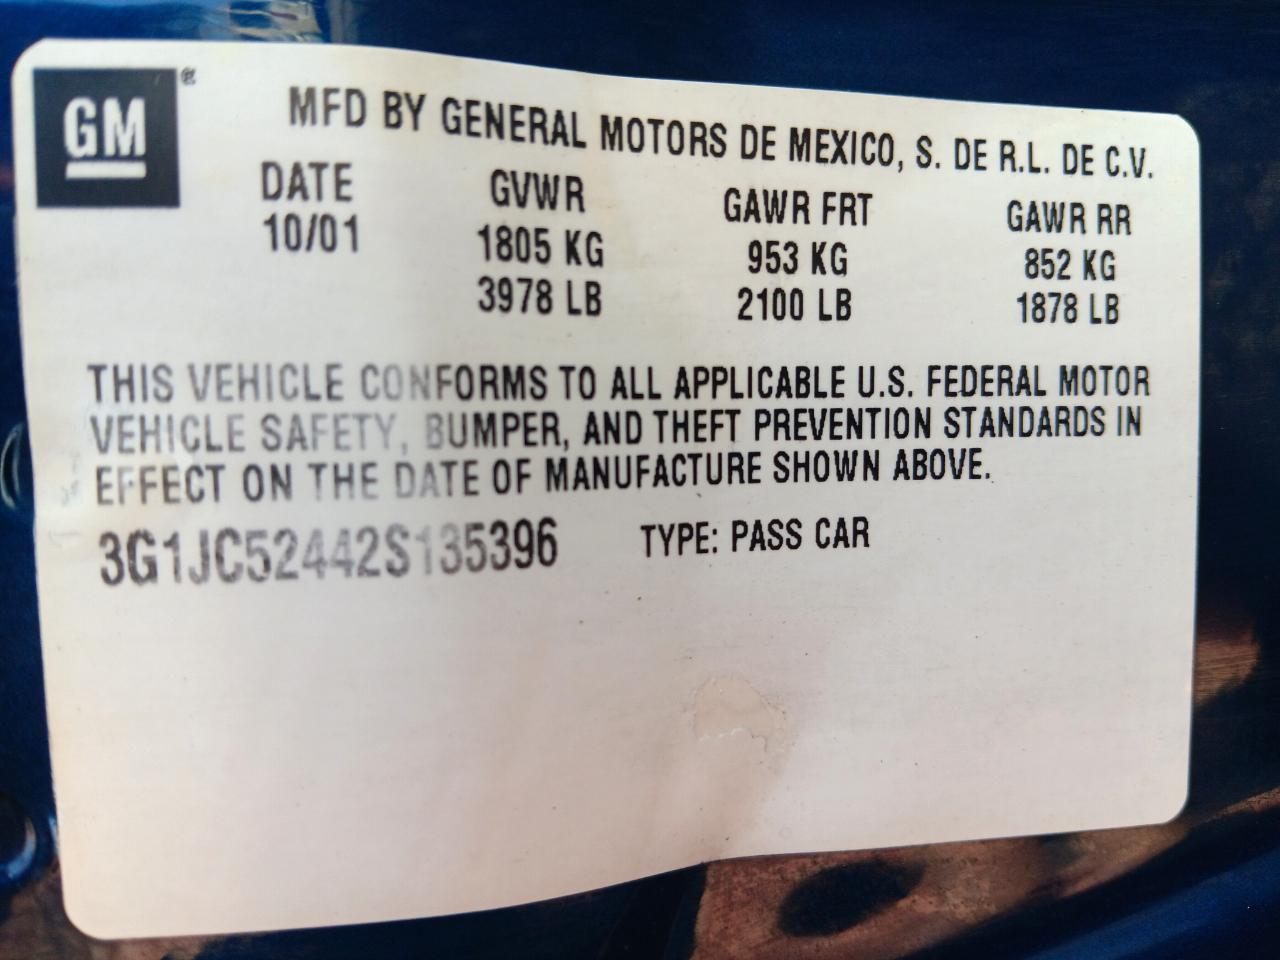 GM ®
MFD BY GENERAL MOTORS DE MEXICO, S. DE R.L. DE C.V.
DATE GVWR GAWR FRT GAWR RR
10/01 1805 KG 953 KG 852 KG
3978 LB 2100 LB 1878 LB
THIS VEHICLE CONFORMS TO ALL APPLICABLE U.S. FEDERAL MOTOR
VEHICLE SAFETY, BUMPER, AND THEFT PREVENTION STANDARDS IN
EFFECT ON THE DATE OF MANUFACTURE SHOWN ABOVE.
3G1JC52442S135396 TYPE: PASS CAR